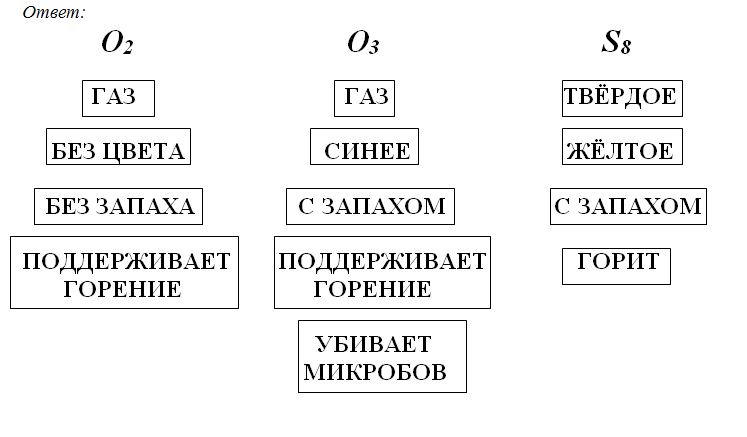 Ответ:
O2 O3 S8
ГАЗ ГАЗ ТВЁРДОЕ
БЕЗ ЦВЕТА СИНЕЕ ЖЁЛТОЕ
БЕЗ ЗАПАХА С ЗАПАХОМ С ЗАПАХОМ
ПОДДЕРЖИВАЕТ ПОДДЕРЖИВАЕТ ГОРИТ
ГОРЕНИЕ ГОРЕНИЕ
УБИВАЕТ
МИКРОБОВ